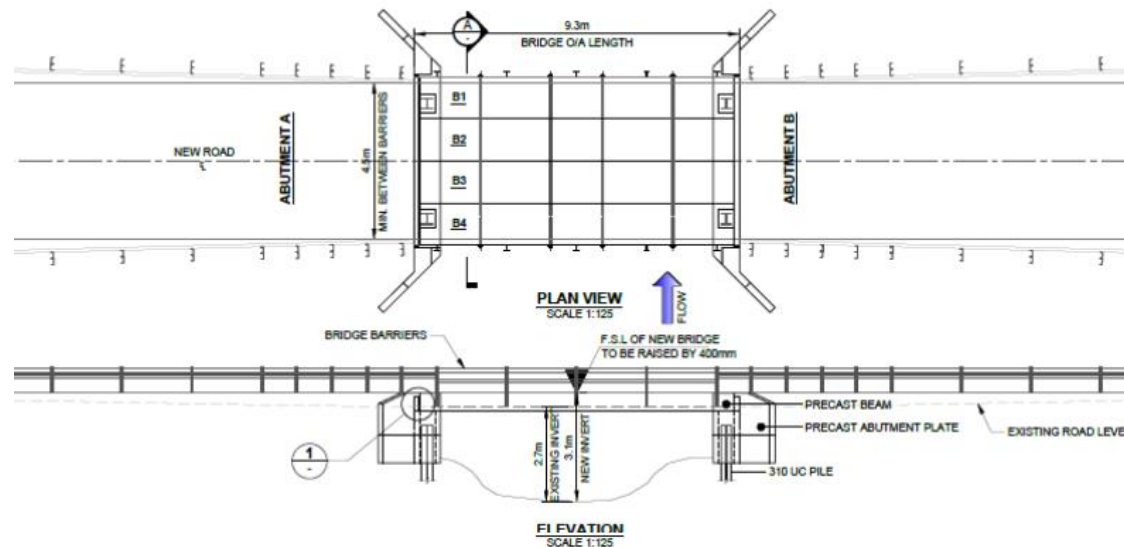 A
-
9.3m
BRIDGE O/A LENGTH
B1
B2
B3
B4
ABUTMENT A
ABUTMENT B
NEW ROAD
4.5m
MIN. BETWEEN BARRIERS
PLAN VIEW
SCALE 1:125
FLOW
BRIDGE BARRIERS
F.S.L OF NEW BRIDGE
TO BE RAISED BY 400mm
PRECAST BEAM
PRECAST ABUTMENT PLATE
EXISTING ROAD LEVE
1
-
2.7m
EXISTING INVERT
3.1m
NEW INVERT
310 UC PILE
ELEVATION
SCALE 1:125